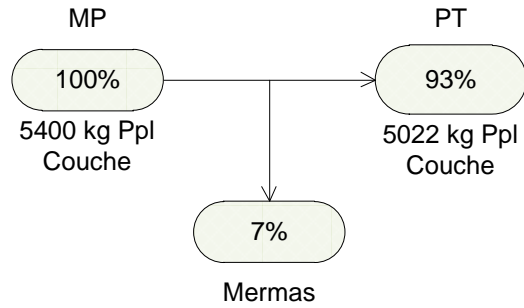 MP
PT
100%
93%
5400 kg Ppl
Couche
5022 kg Ppl
Couche
7%
Mermas